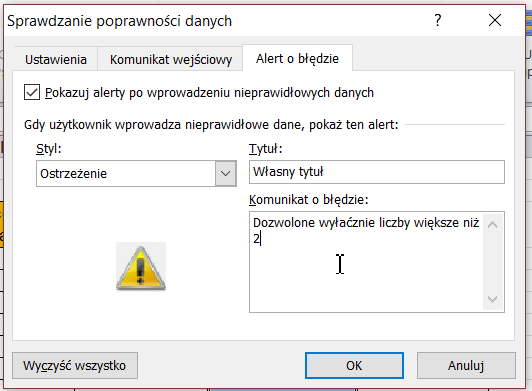 Sprawdzanie poprawności danych
Ustawienia Komunikat wejściowy Alert o błędzie
Pokazuj alerty po wprowadzeniu nieprawidłowych danych
Gdy użytkownik wprowadza nieprawidłowe dane, pokaż ten alert:
Styl: Tytuł:
Ostrzeżenie Własny tytuł
Komunikat o błędzie:
Dozwolone wyłaćznie liczby większe niż
2
Wyczyść wszystko OK Anuluj